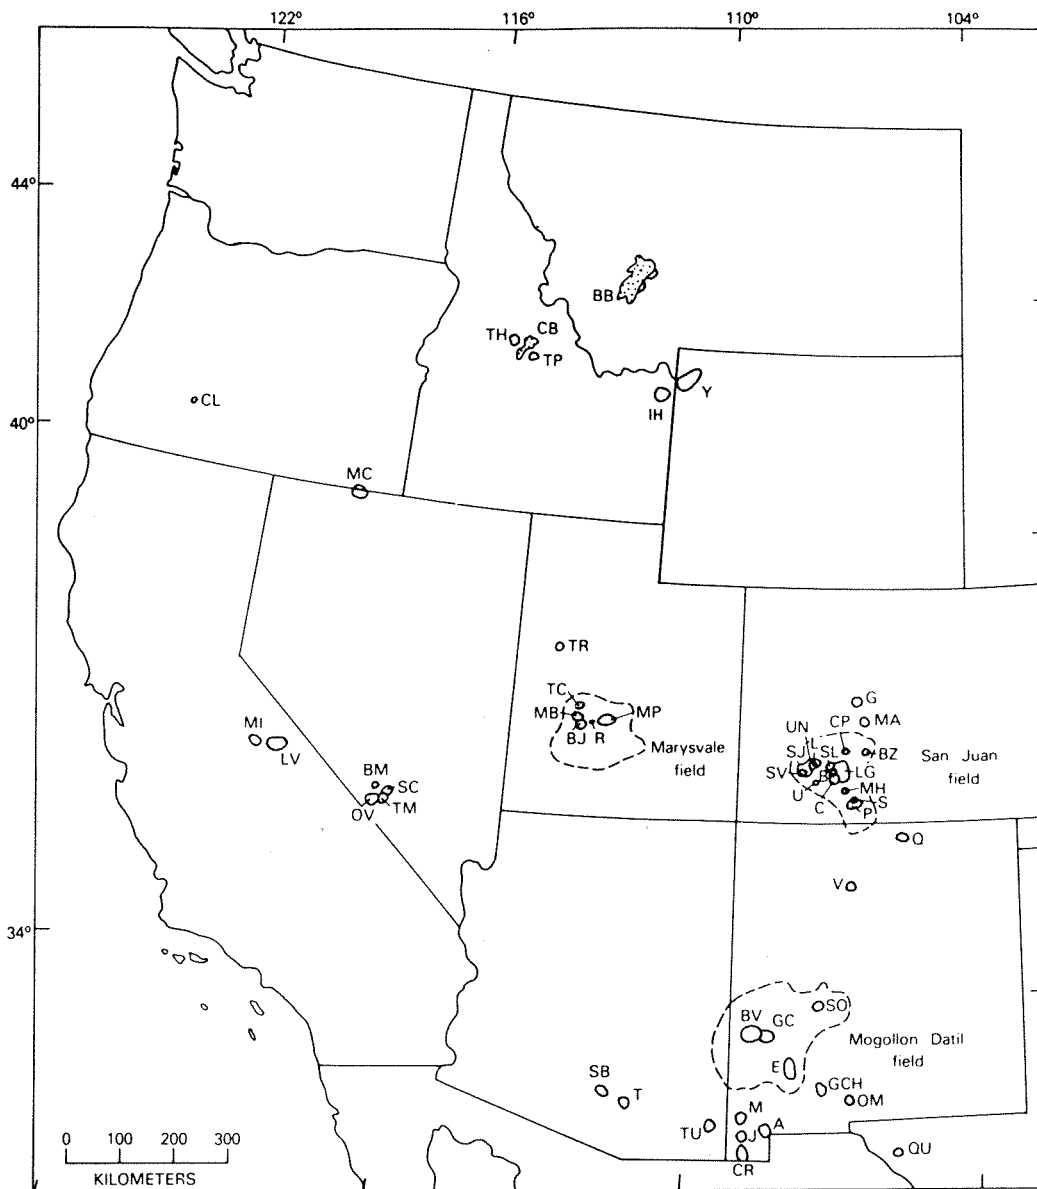 122° 116° 110° 104°
44°
BB
TH CB
TP
Y
IH
CL
40°
MC
TR
TC
MB MP
BJ R
Marysvale
field
G
MA
UN CP
SJ L SL BZ
San Juan
field
SV B LG
MH
U C S
P
MI
LV
BM
SC
OV TM
Q
V
34°
SO
BV GC
Mogollon Datil
field
E
SB GCH
T OM
M
TU J A
CR
QU
0 100 200 300
KILOMETERS